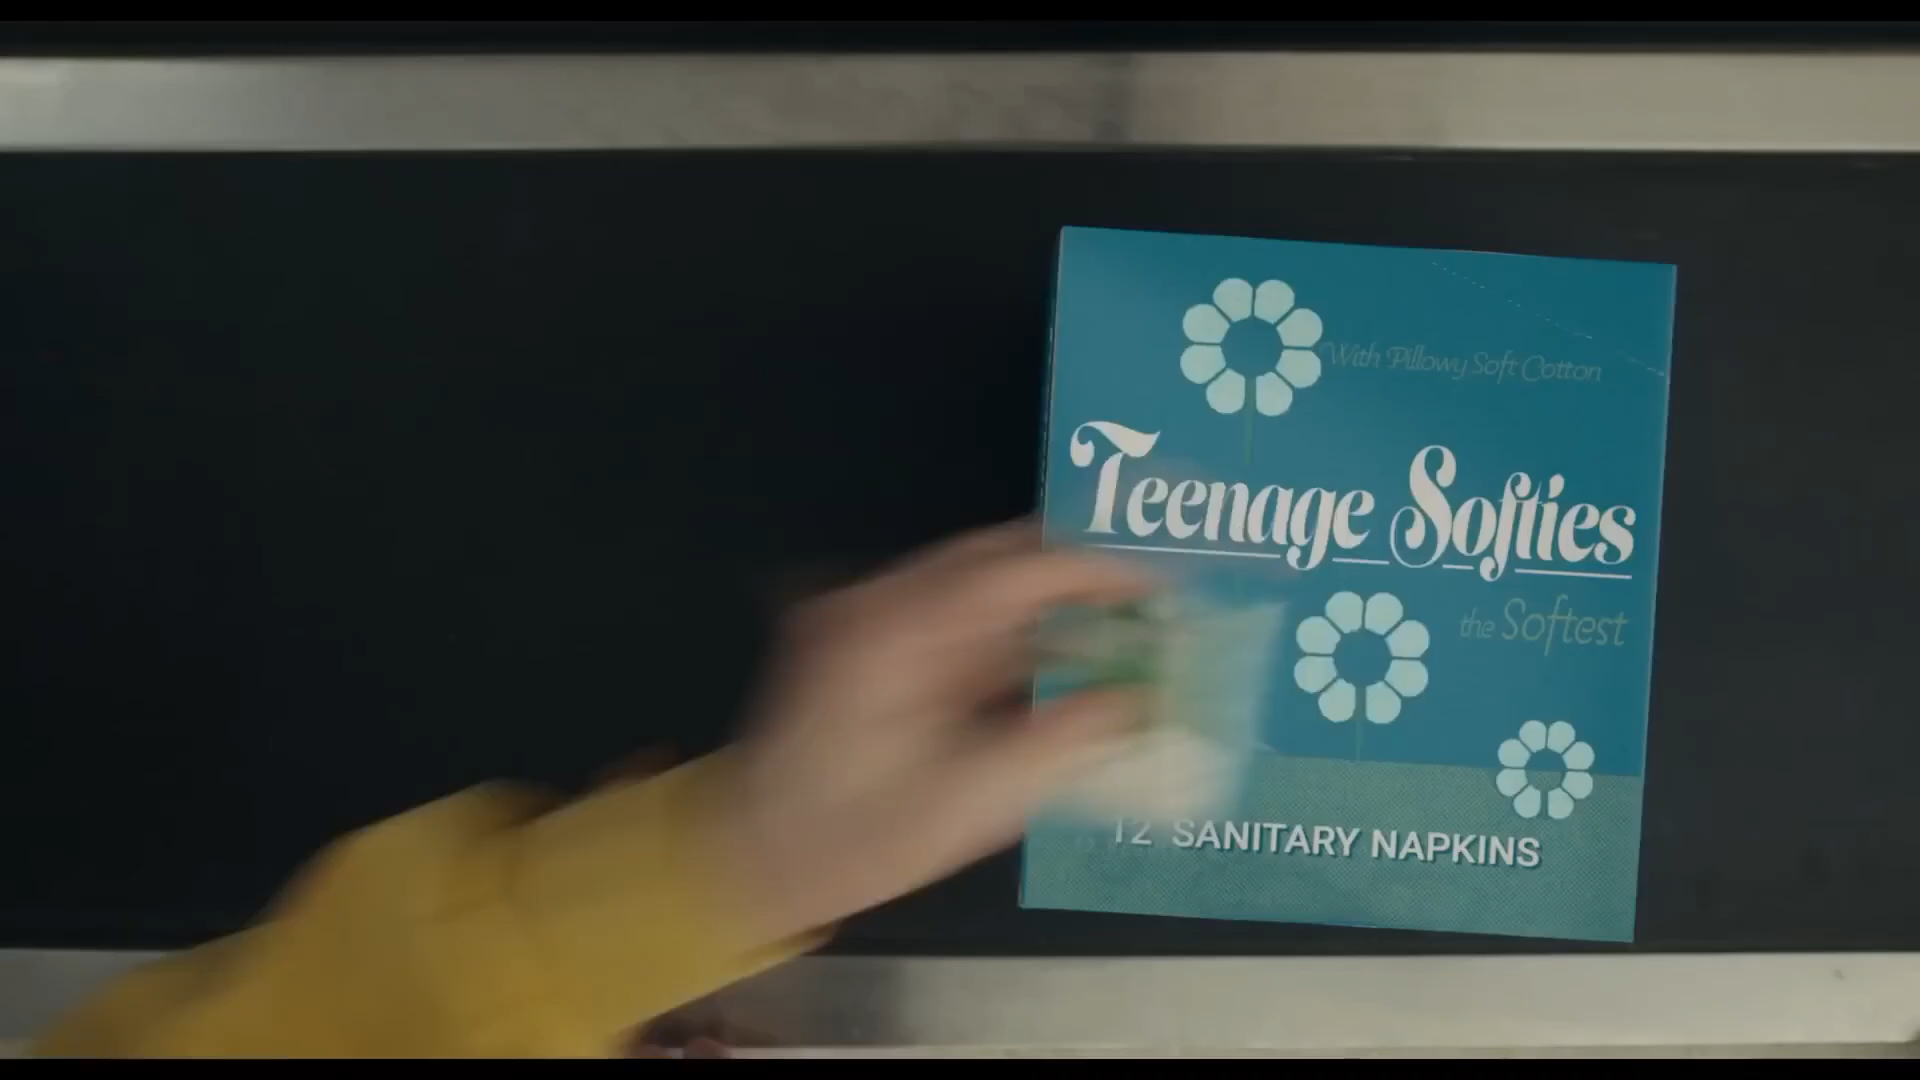 With Pillowy Soft Cotton
Teenage Softies
the Softest
12 SANITARY NAPKINS